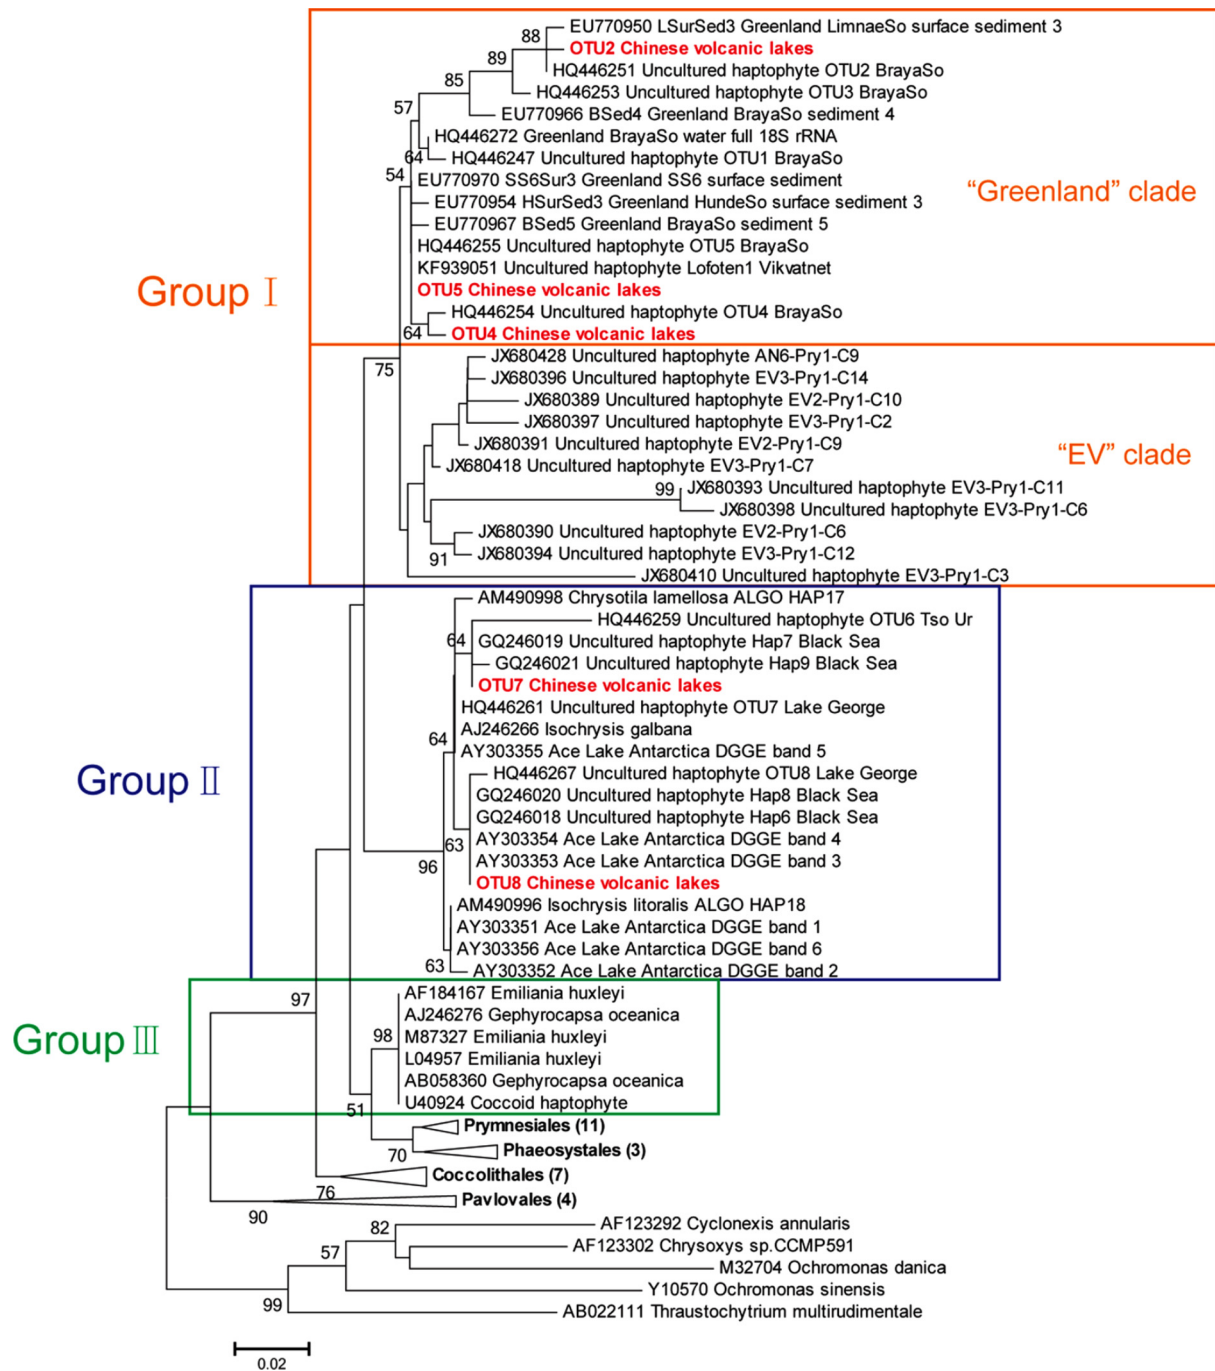 EU770950 LSurSed3 Greenland LimnaeSo surface sediment 3
88
OTU2 Chinese volcanic lakes
89
HQ446251 Uncultured haptophyte OTU2 BrayaSo
85
HQ446253 Uncultured haptophyte OTU3 BrayaSo
57
EU770966 BSed4 Greenland BrayaSo sediment 4
HQ446272 Greenland BrayaSo water full 18S rRNA
64
HQ446247 Uncultured haptophyte OTU1 BrayaSo
54
EU770970 SS6Sur3 Greenland SS6 surface sediment
“Greenland” clade
EU770954 HSurSed3 Greenland HundeSo surface sediment 3
EU770967 BSed5 Greenland BrayaSo sediment 5
HQ446255 Uncultured haptophyte OTU5 BrayaSo
KF939051 Uncultured haptophyte Lofoten1 Vikvatnet
Group Ⅰ
OTU5 Chinese volcanic lakes
HQ446254 Uncultured haptophyte OTU4 BrayaSo
64
OTU4 Chinese volcanic lakes
JX680428 Uncultured haptophyte AN6-Pry1-C9
75
JX680396 Uncultured haptophyte EV3-Pry1-C14
JX680389 Uncultured haptophyte EV2-Pry1-C10
JX680397 Uncultured haptophyte EV3-Pry1-C2
JX680391 Uncultured haptophyte EV2-Pry1-C9
“EV” clade
JX680418 Uncultured haptophyte EV3-Pry1-C7
99
JX680393 Uncultured haptophyte EV3-Pry1-C11
JX680398 Uncultured haptophyte EV3-Pry1-C6
JX680390 Uncultured haptophyte EV2-Pry1-C6
91
JX680394 Uncultured haptophyte EV3-Pry1-C12
JX680410 Uncultured haptophyte EV3-Pry1-C3
AM490998 Chrysotila lamellosa ALGO HAP17
HQ446259 Uncultured haptophyte OTU6 Tso Ur
64
GQ246019 Uncultured haptophyte Hap7 Black Sea
GQ246021 Uncultured haptophyte Hap9 Black Sea
OTU7 Chinese volcanic lakes
HQ446261 Uncultured haptophyte OTU7 Lake George
AJ246266 Isochrysis galbana
64
AY303355 Ace Lake Antarctica DGGE band 5
Group Ⅱ
HQ446267 Uncultured haptophyte OTU8 Lake George
GQ246020 Uncultured haptophyte Hap8 Black Sea
GQ246018 Uncultured haptophyte Hap6 Black Sea
AY303354 Ace Lake Antarctica DGGE band 4
63
96
AY303353 Ace Lake Antarctica DGGE band 3
OTU8 Chinese volcanic lakes
AM490996 Isochrysis litoralis ALGO HAP18
AY303351 Ace Lake Antarctica DGGE band 1
AY303356 Ace Lake Antarctica DGGE band 6
63
AY303352 Ace Lake Antarctica DGGE band 2
97
AF184167 Emiliania huxleyi
AJ246276 Gephyrocapsa oceanica
Group Ⅲ
98
M87327 Emiliania huxleyi
L04957 Emiliania huxleyi
AB058360 Gephyrocapsa oceanica
51
U40924 Coccoid haptophyte
Prymnesiales (11)
70
Phaeosystales (3)
Coccolithales (7)
76
Pavlovales (4)
90
AF123292 Cyclonexis annularis
82
AF123302 Chrysoxys sp.CCMP591
57
M32704 Ochromonas danica
Y10570 Ochromonas sinensis
99
AB022111 Thraustochytrium multirudimentale
0.02